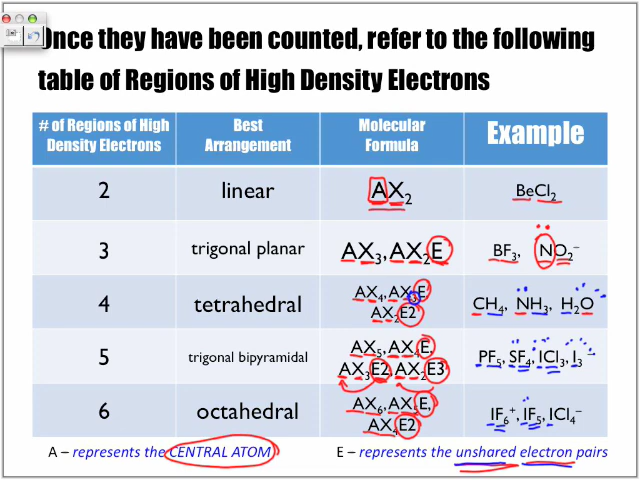 Once they have been counted, refer to the following
table of Regions of High Density Electrons
# of Regions of High
Density Electrons
Best
Arrangement
Molecular
Formula
Example
2
linear
AX₂
BeCl₂
3
trigonal planar
AX₃, AX₂E
BF₃, NO₂⁻
4
tetrahedral
AX₄, AX₃E
AX₂E2
CH₄, NH₃, H₂O
5
trigonal bipyramidal
AX₅, AX₄E,
AX₃E2, AX₂E3
PF₅, SF₄, ICl₃, I₃⁻
6
octahedral
AX₆, AX₅E,
AX₄E2
IF₆⁺, IF₅, ICl₄⁻
A – represents the CENTRAL ATOM
E – represents the unshared electron pairs